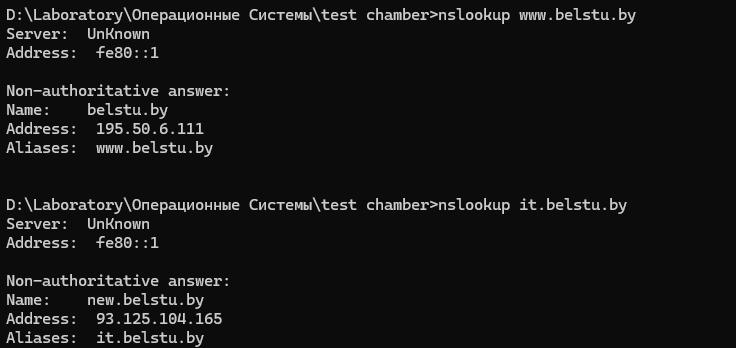 D:\Laboratory\Операционные Системы\test chamber>nslookup www.belstu.by
Server:  UnKnown
Address:  fe80::1

Non-authoritative answer:
Name:    belstu.by
Address:  195.50.6.111
Aliases:  www.belstu.by


D:\Laboratory\Операционные Системы\test chamber>nslookup it.belstu.by
Server:  UnKnown
Address:  fe80::1

Non-authoritative answer:
Name:    new.belstu.by
Address:  93.125.104.165
Aliases:  it.belstu.by